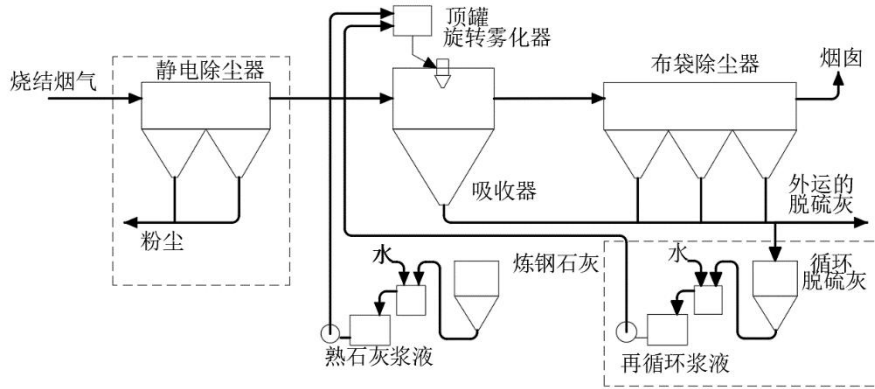 顶罐
旋转雾化器
静电除尘器
布袋除尘器
烟囱
烧结烟气
吸收器
外运的
脱硫灰
粉尘
水
炼钢石灰
水
循环
脱硫灰
熟石灰浆液
再循环浆液